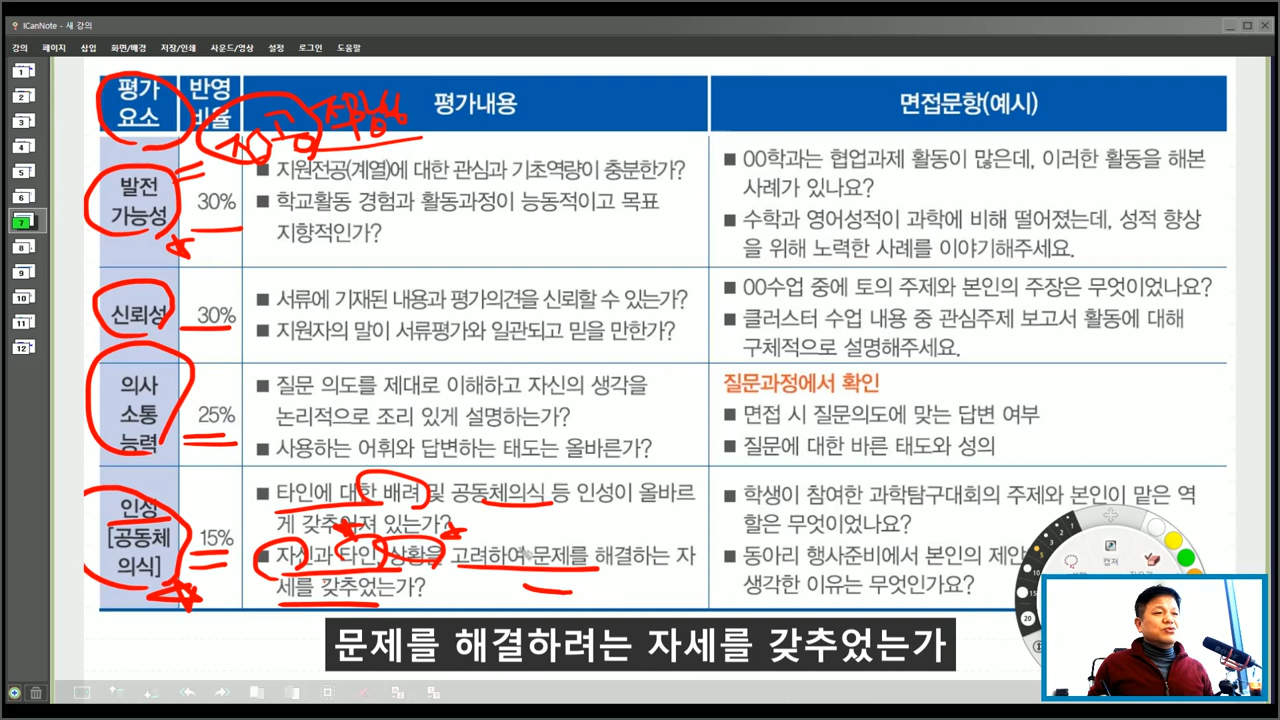 ICanNote - 새 강의
강의 페이지 삽입 화면/배경 저장/인쇄 사운드/영상 설정 로그인 도움말
1
2
3
4
5
6
7
8
9
10
11
12
평가
요소
반영
비율
평가내용
면접문항(예시)
전공 적합성
발전
가능성
30%
■ 지원전공(계열)에 대한 관심과 기초역량이 충분한가?
■ 학교활동 경험과 활동과정이 능동적이고 목표
지향적인가?
■ 00학과는 협업과제 활동이 많은데, 이러한 활동을 해본
사례가 있나요?
■ 수학과 영어성적이 과학에 비해 떨어졌는데, 성적 향상
을 위해 노력한 사례를 이야기해주세요.
신뢰성
30%
■ 서류에 기재된 내용과 평가의견을 신뢰할 수 있는가?
■ 지원자의 말이 서류평가와 일관되고 믿을 만한가?
■ 00수업 중에 토의 주제와 본인의 주장은 무엇이었나요?
■ 클러스터 수업 내용 중 관심주제 보고서 활동에 대해
구체적으로 설명해주세요.
의사
소통
능력
25%
■ 질문 의도를 제대로 이해하고 자신의 생각을
논리적으로 조리 있게 설명하는가?
■ 사용하는 어휘와 답변하는 태도는 올바른가?
질문과정에서 확인
■ 면접 시 질문의도에 맞는 답변 여부
■ 질문에 대한 바른 태도와 성의
인성
[공동체
의식]
15%
■ 타인에 대한 배려 및 공동체의식 등 인성이 올바르
게 갖추어져 있는가?
■ 자신과 타인 상황을 고려하여 문제를 해결하는 자
세를 갖추었는가?
■ 학생이 참여한 과학탐구대회의 주제와 본인이 맡은 역
할은 무엇이었나요?
■ 동아리 행사준비에서 본인의 제안
생각한 이유는 무엇인가요?
캡쳐
20
문제를 해결하려는 자세를 갖추었는가